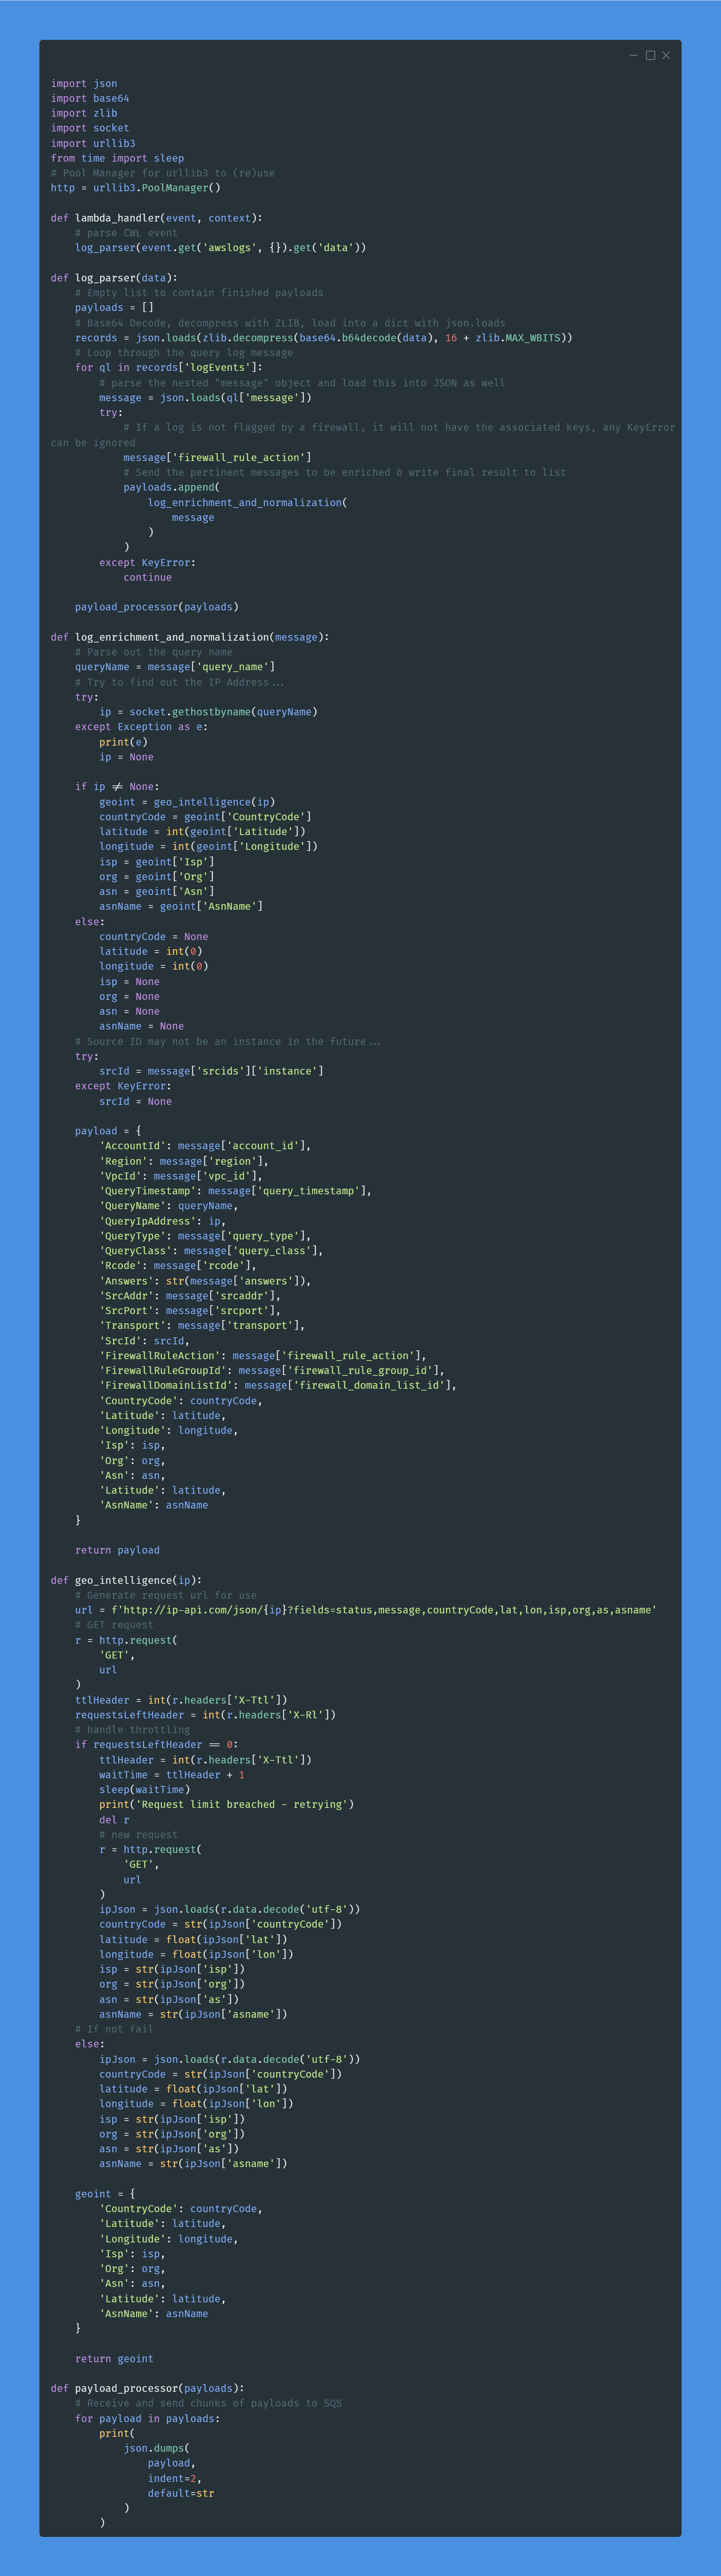 import json
import base64
import zlib
import socket
import urllib3
from time import sleep
# Pool Manager for urllib3 to (re)use
http = urllib3.PoolManager()

def lambda_handler(event, context):
    # parse CWL event
    log_parser(event.get('awslogs', {}).get('data'))

def log_parser(data):
    # Empty list to contain finished payloads
    payloads = []
    # Base64 Decode, decompress with ZLIB, load into a dict with json.loads
    records = json.loads(zlib.decompress(base64.b64decode(data), 16 + zlib.MAX_WBITS))
    # Loop through the query log message
    for ql in records['logEvents']:
        # parse the nested "message" object and load this into JSON as well
        message = json.loads(ql['message'])
        try:
            # If a log is not flagged by a firewall, it will not have the associated keys, any KeyError
can be ignored
            message['firewall_rule_action']
            # Send the pertinent messages to be enriched & write final result to list
            payloads.append(
                log_enrichment_and_normalization(
                    message
                )
            )
        except KeyError:
            continue

    payload_processor(payloads)

def log_enrichment_and_normalization(message):
    # Parse out the query name
    queryName = message['query_name']
    # Try to find out the IP Address...
    try:
        ip = socket.gethostbyname(queryName)
    except Exception as e:
        print(e)
        ip = None

    if ip != None:
        geoint = geo_intelligence(ip)
        countryCode = geoint['CountryCode']
        latitude = int(geoint['Latitude'])
        longitude = int(geoint['Longitude'])
        isp = geoint['Isp']
        org = geoint['Org']
        asn = geoint['Asn']
        asnName = geoint['AsnName']
    else:
        countryCode = None
        latitude = int(0)
        longitude = int(0)
        isp = None
        org = None
        asn = None
        asnName = None
    # Source ID may not be an instance in the future...
    try:
        srcId = message['srcids']['instance']
    except KeyError:
        srcId = None

    payload = {
        'AccountId': message['account_id'],
        'Region': message['region'],
        'VpcId': message['vpc_id'],
        'QueryTimestamp': message['query_timestamp'],
        'QueryName': queryName,
        'QueryIpAddress': ip,
        'QueryType': message['query_type'],
        'QueryClass': message['query_class'],
        'Rcode': message['rcode'],
        'Answers': str(message['answers']),
        'SrcAddr': message['srcaddr'],
        'SrcPort': message['srcport'],
        'Transport': message['transport'],
        'SrcId': srcId,
        'FirewallRuleAction': message['firewall_rule_action'],
        'FirewallRuleGroupId': message['firewall_rule_group_id'],
        'FirewallDomainListId': message['firewall_domain_list_id'],
        'CountryCode': countryCode,
        'Latitude': latitude,
        'Longitude': longitude,
        'Isp': isp,
        'Org': org,
        'Asn': asn,
        'Latitude': latitude,
        'AsnName': asnName
    }

    return payload

def geo_intelligence(ip):
    # Generate request url for use
    url = f'http://ip-api.com/json/{ip}?fields=status,message,countryCode,lat,lon,isp,org,as,asname'
    # GET request
    r = http.request(
        'GET',
        url
    )
    ttlHeader = int(r.headers['X-Ttl'])
    requestsLeftHeader = int(r.headers['X-Rl'])
    # handle throttling
    if requestsLeftHeader == 0:
        ttlHeader = int(r.headers['X-Ttl'])
        waitTime = ttlHeader + 1
        sleep(waitTime)
        print('Request limit breached - retrying')
        del r
        # new request
        r = http.request(
            'GET',
            url
        )
        ipJson = json.loads(r.data.decode('utf-8'))
        countryCode = str(ipJson['countryCode'])
        latitude = float(ipJson['lat'])
        longitude = float(ipJson['lon'])
        isp = str(ipJson['isp'])
        org = str(ipJson['org'])
        asn = str(ipJson['as'])
        asnName = str(ipJson['asname'])
    # If not fail
    else:
        ipJson = json.loads(r.data.decode('utf-8'))
        countryCode = str(ipJson['countryCode'])
        latitude = float(ipJson['lat'])
        longitude = float(ipJson['lon'])
        isp = str(ipJson['isp'])
        org = str(ipJson['org'])
        asn = str(ipJson['as'])
        asnName = str(ipJson['asname'])

    geoint = {
        'CountryCode': countryCode,
        'Latitude': latitude,
        'Longitude': longitude,
        'Isp': isp,
        'Org': org,
        'Asn': asn,
        'Latitude': latitude,
        'AsnName': asnName
    }

    return geoint

def payload_processor(payloads):
    # Receive and send chunks of payloads to SQS
    for payload in payloads:
        print(
            json.dumps(
                payload,
                indent=2,
                default=str
            )
        )